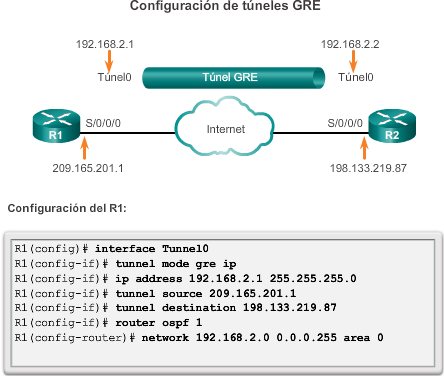 Configuración de túneles GRE
192.168.2.1
192.168.2.2
Túnel0
Túnel GRE
Túnel0
S/0/0/0
Internet
S/0/0/0
R1
R2
209.165.201.1
198.133.219.87
Configuración del R1:
R1(config)# interface Tunnel0
R1(config-if)# tunnel mode gre ip
R1(config-if)# ip address 192.168.2.1 255.255.255.0
R1(config-if)# tunnel source 209.165.201.1
R1(config-if)# tunnel destination 198.133.219.87
R1(config-if)# router ospf 1
R1(config-router)# network 192.168.2.0 0.0.0.255 area 0